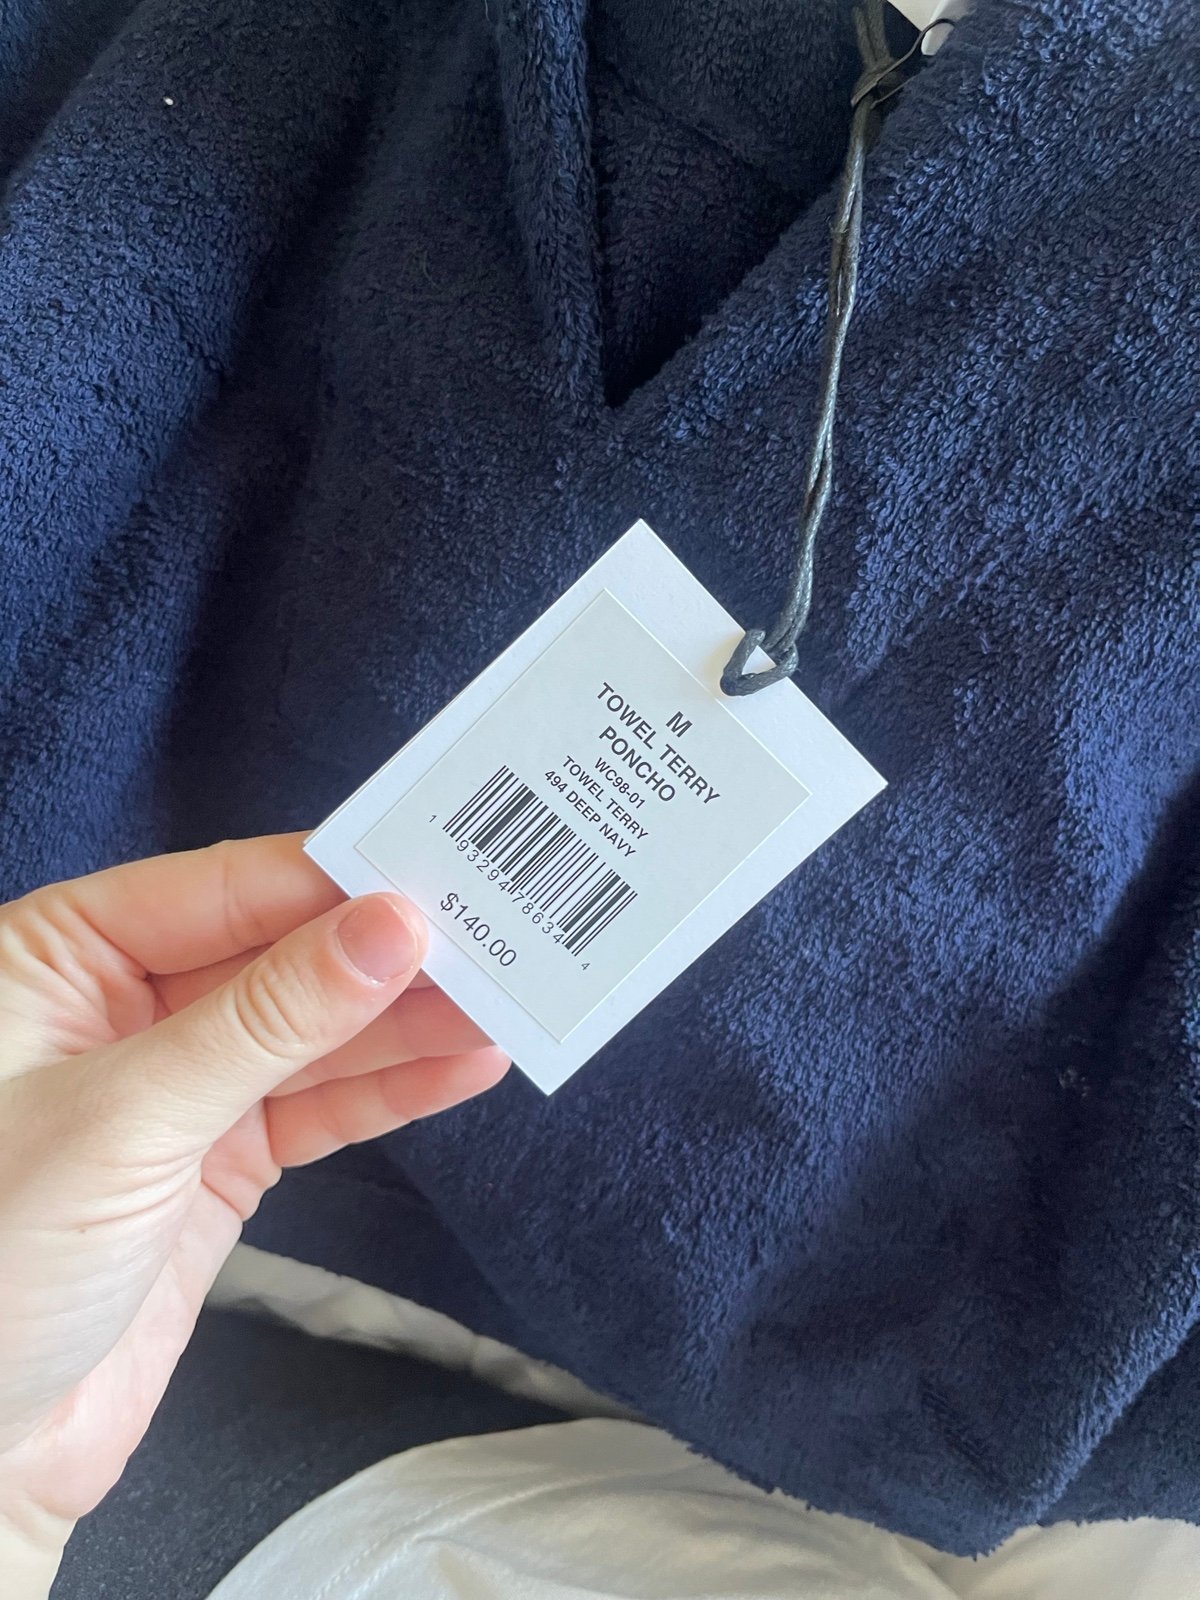 M
TOWEL TERRY
PONCHO
WC98-01
TOWEL TERRY
494 DEEP NAVY
1 93294 78634 4
$140.00